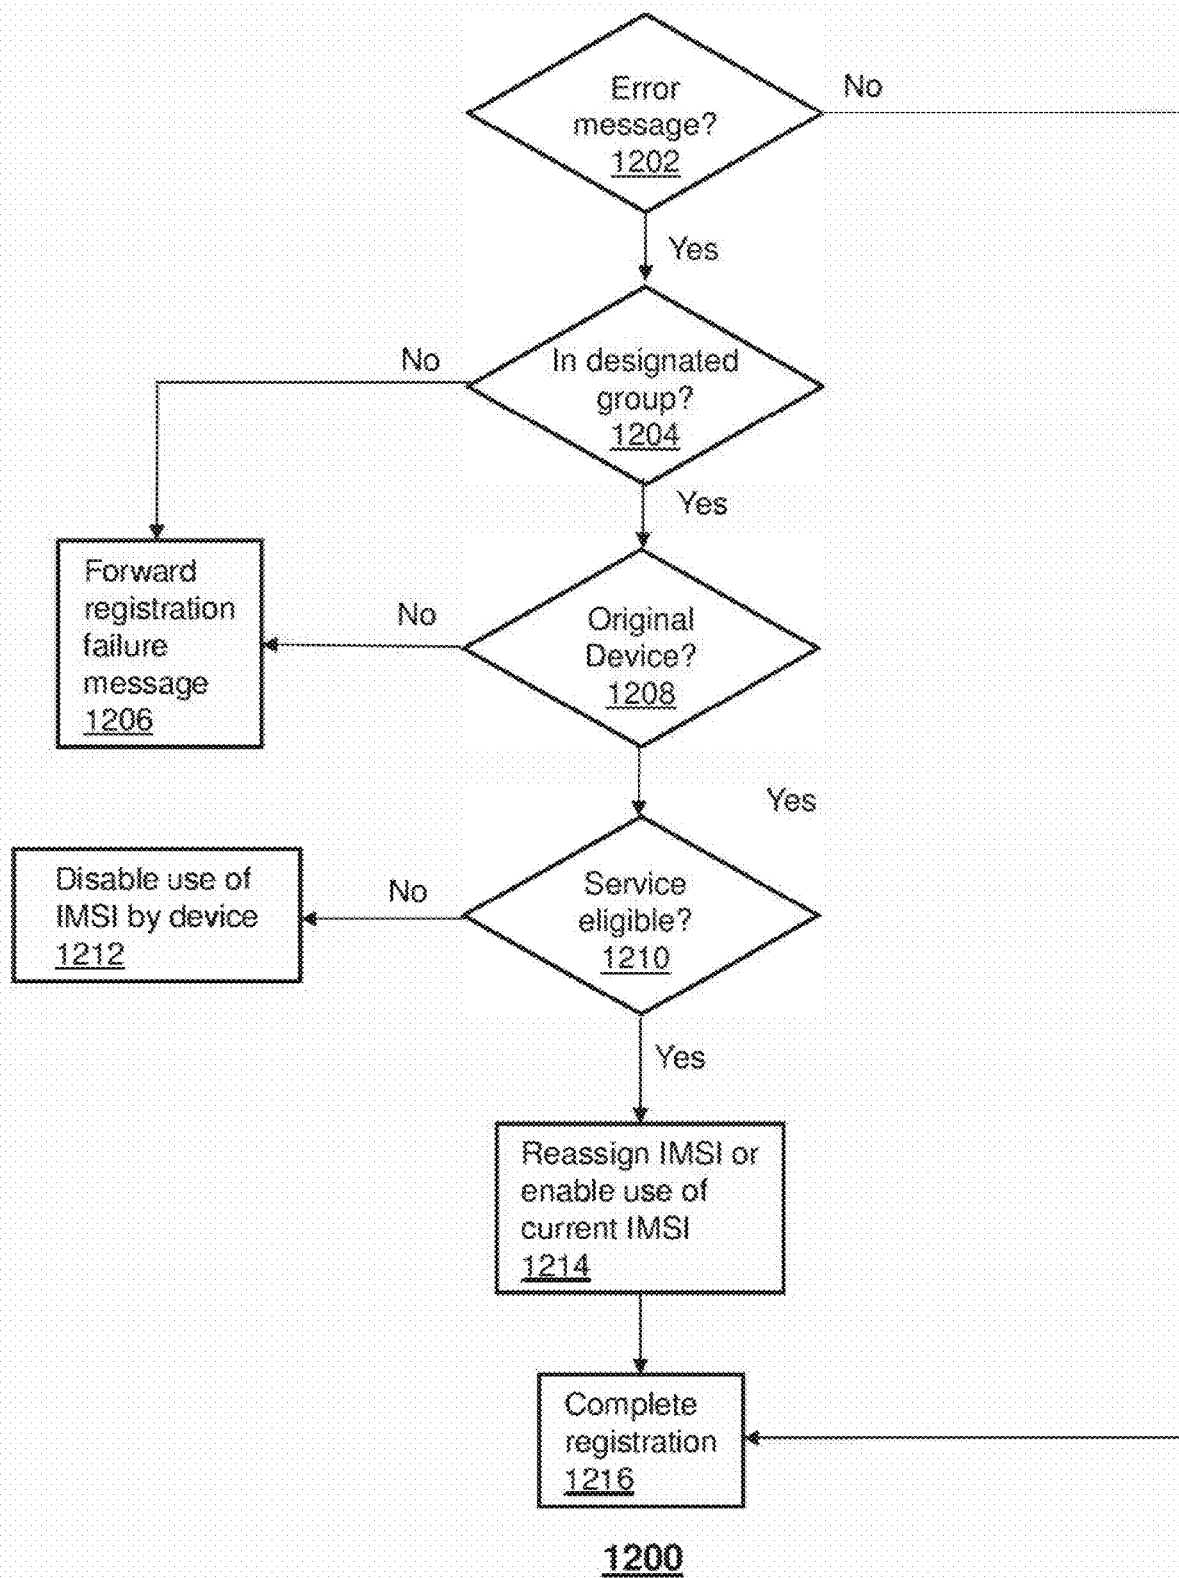 Error
message?
1202
No
Yes
In designated
group?
1204
No
Yes
Forward
registration
failure
message
1206
No
Original
Device?
1208
Yes
Disable use of
IMSI by device
1212
No
Service
eligible?
1210
Yes
Reassign IMSI or
enable use of
current IMSI
1214
Complete
registration
1216
1200